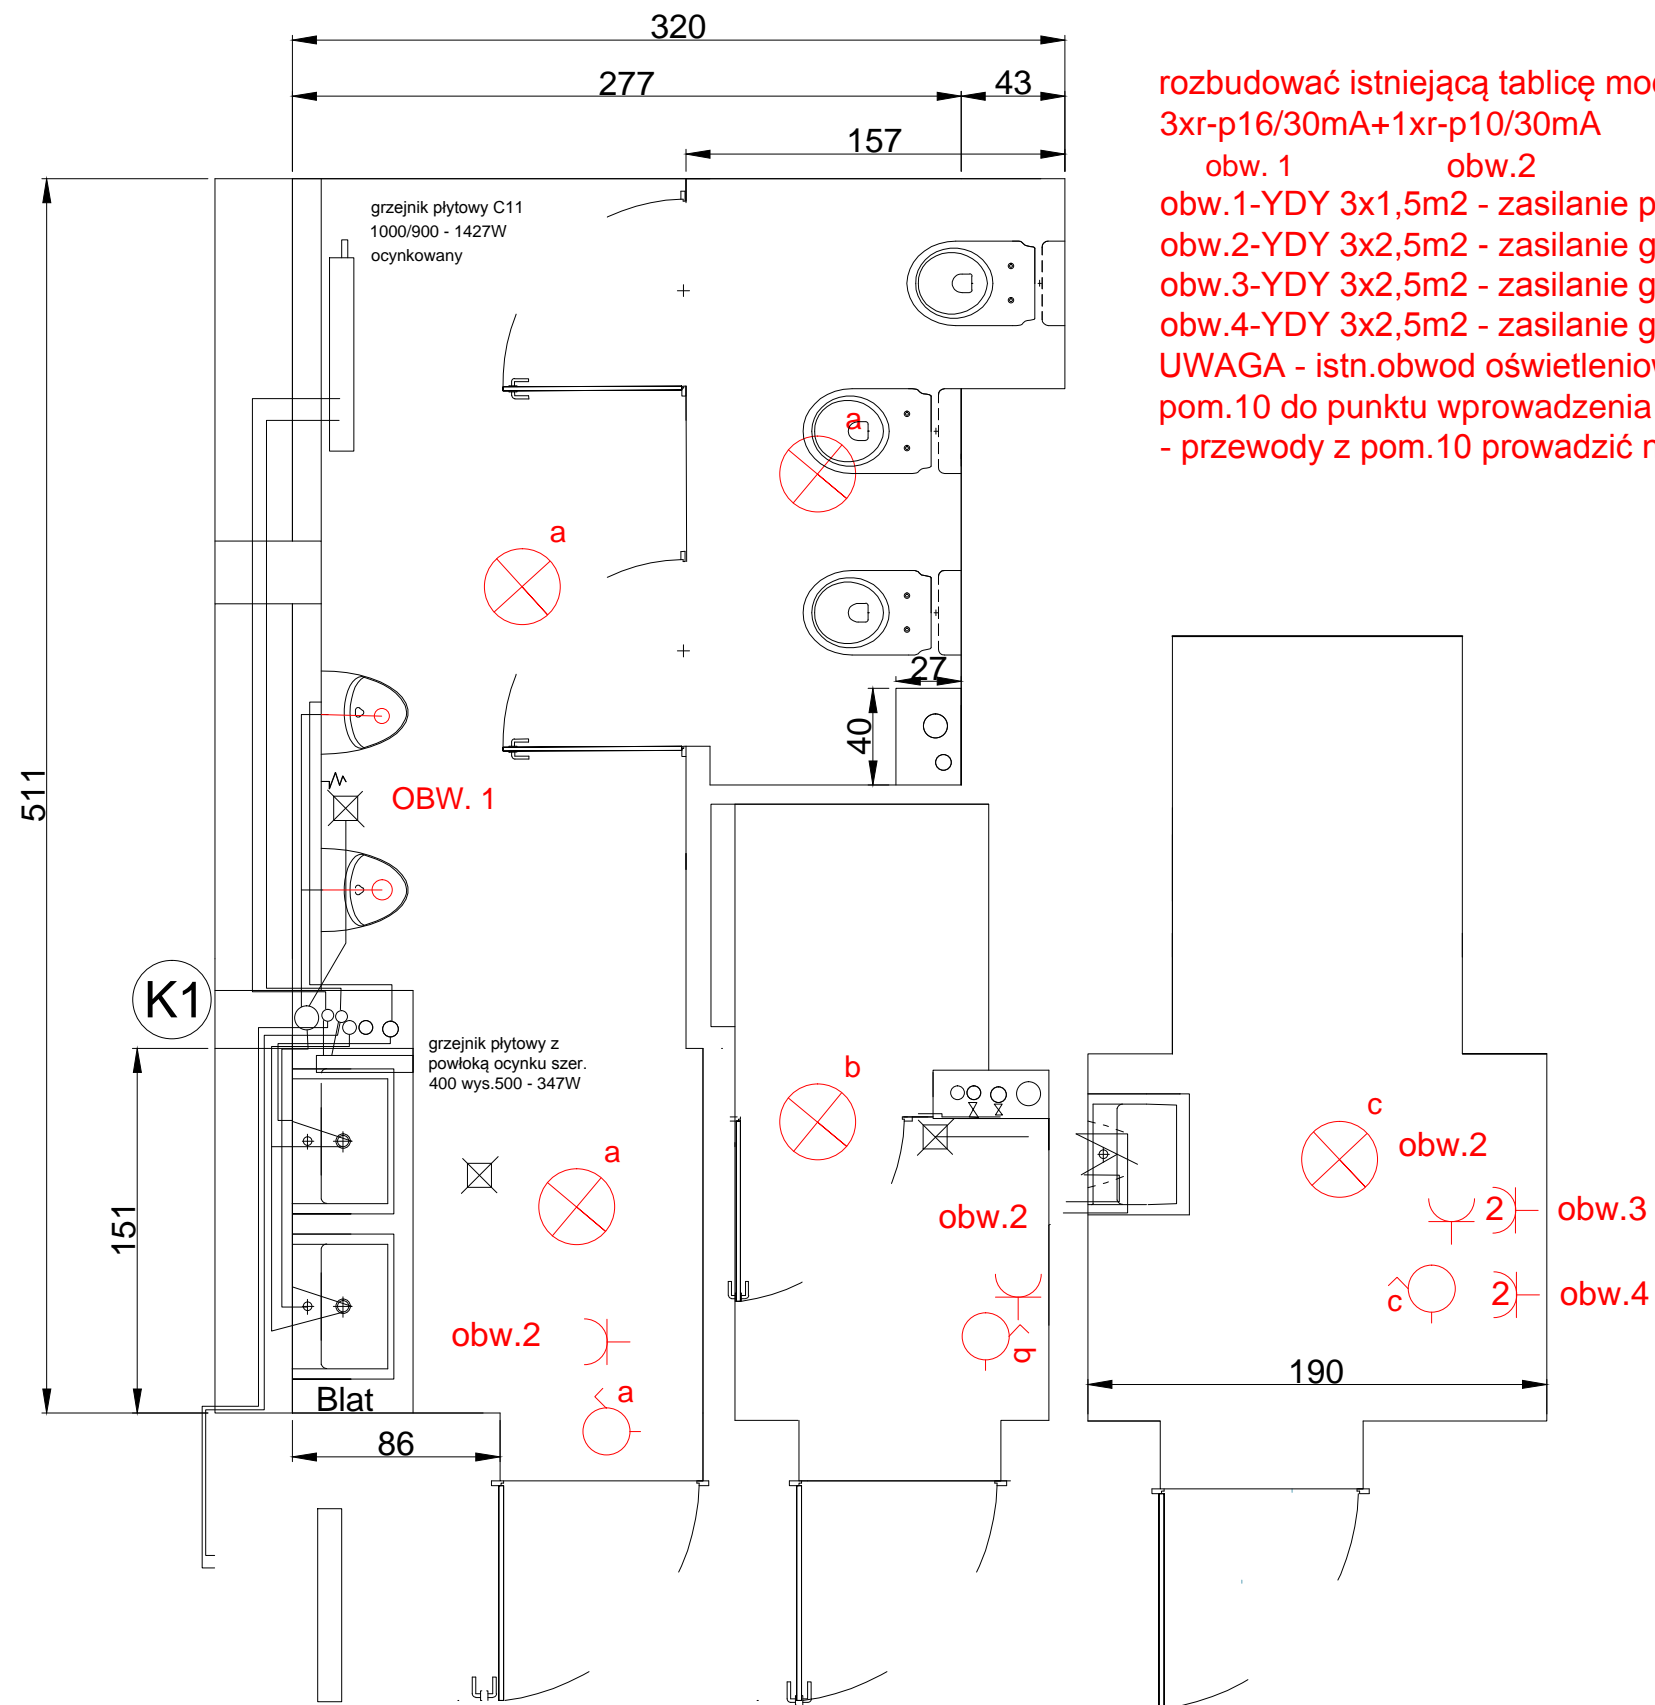 320
277
43
157
rozbudować istniejącą tablicę
3xr-p16/30mA+1xr-p10/30mA
obw. 1 obw.2
obw.1-YDY 3x1,5m2 - zasilanie
obw.2-YDY 3x2,5m2 - zasilanie
obw.3-YDY 3x2,5m2 - zasilanie
obw.4-YDY 3x2,5m2 - zasilanie
UWAGA - istn.obwod
pom.10 do punktu wprowadzenia
- przewody z pom.10 prowadzić
grzejnik płytowy C11
1000/900 - 1427W
ocynkowany
a
a
27
40
511
OBW. 1
K1
grzejnik płytowy z
powłoką ocynku szer.
400 wys.500 - 347W
b
c
obw.2
a
151
obw.2
2 obw.3
c
2 obw.4
obw.2
b
a
190
Blat
86